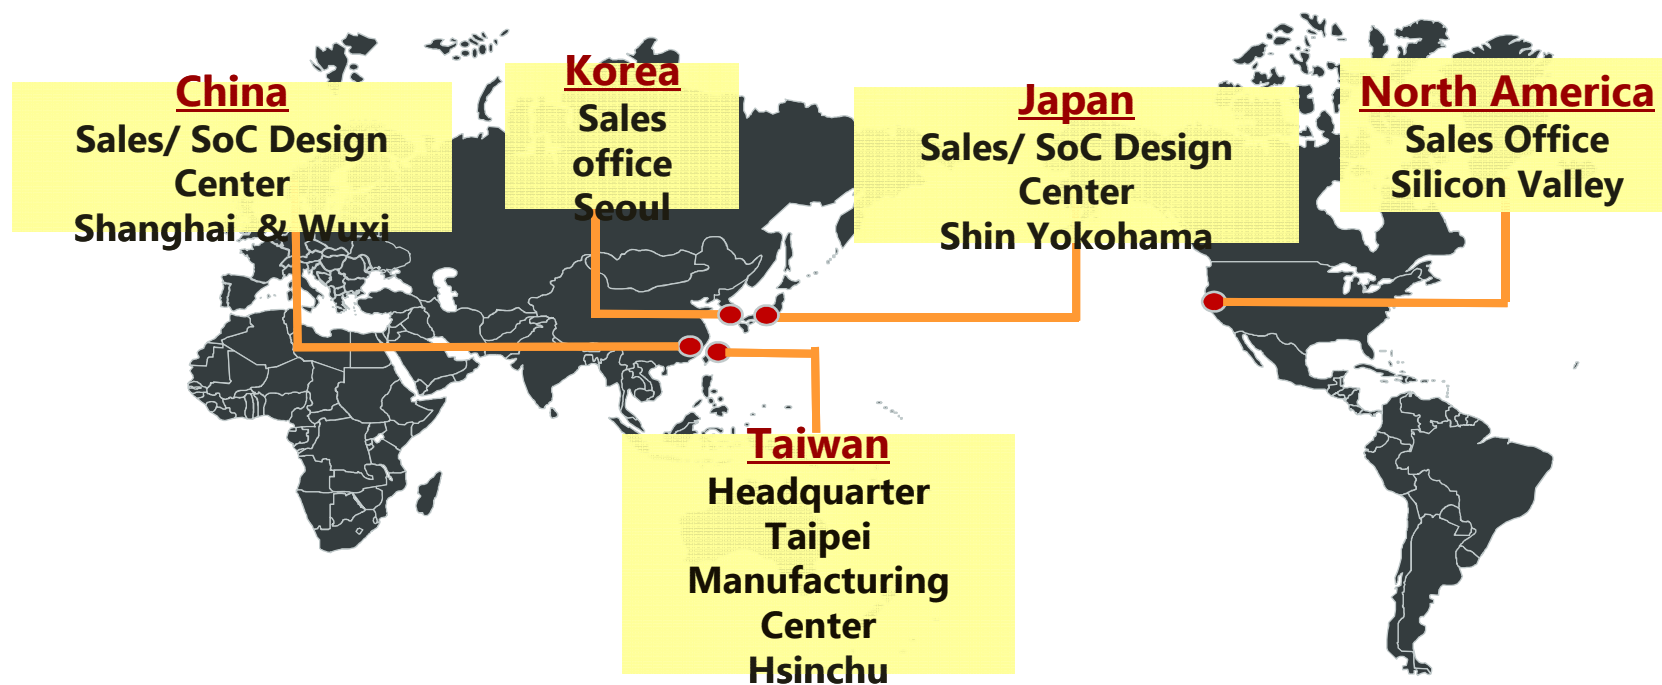 China
Sales/ SoC Design
Center
Shanghai & Wuxi
Korea
Sales
office
Seoul
Japan
Sales/ SoC Design
Center
Shin Yokohama
North America
Sales Office
Silicon Valley
Taiwan
Headquarter
Taipei
Manufacturing
Center
Hsinchu